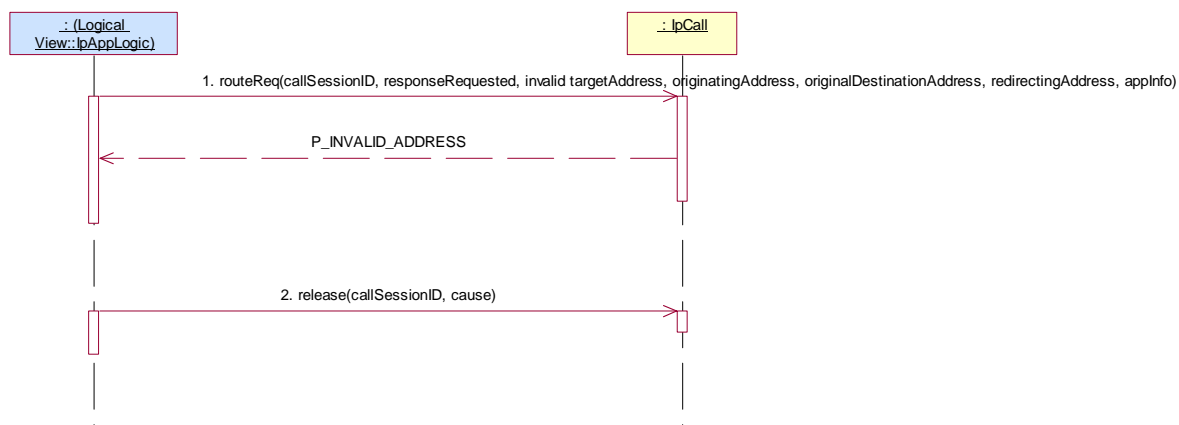 : (Logical
View::IpAppLogic)
: IpCall
1. routeReq(callSessionID, responseRequested, invalid targetAddress, originatingAddress, originalDestinationAddress, redirectingAddress, appInfo)
P_INVALID_ADDRESS
2. release(callSessionID, cause)